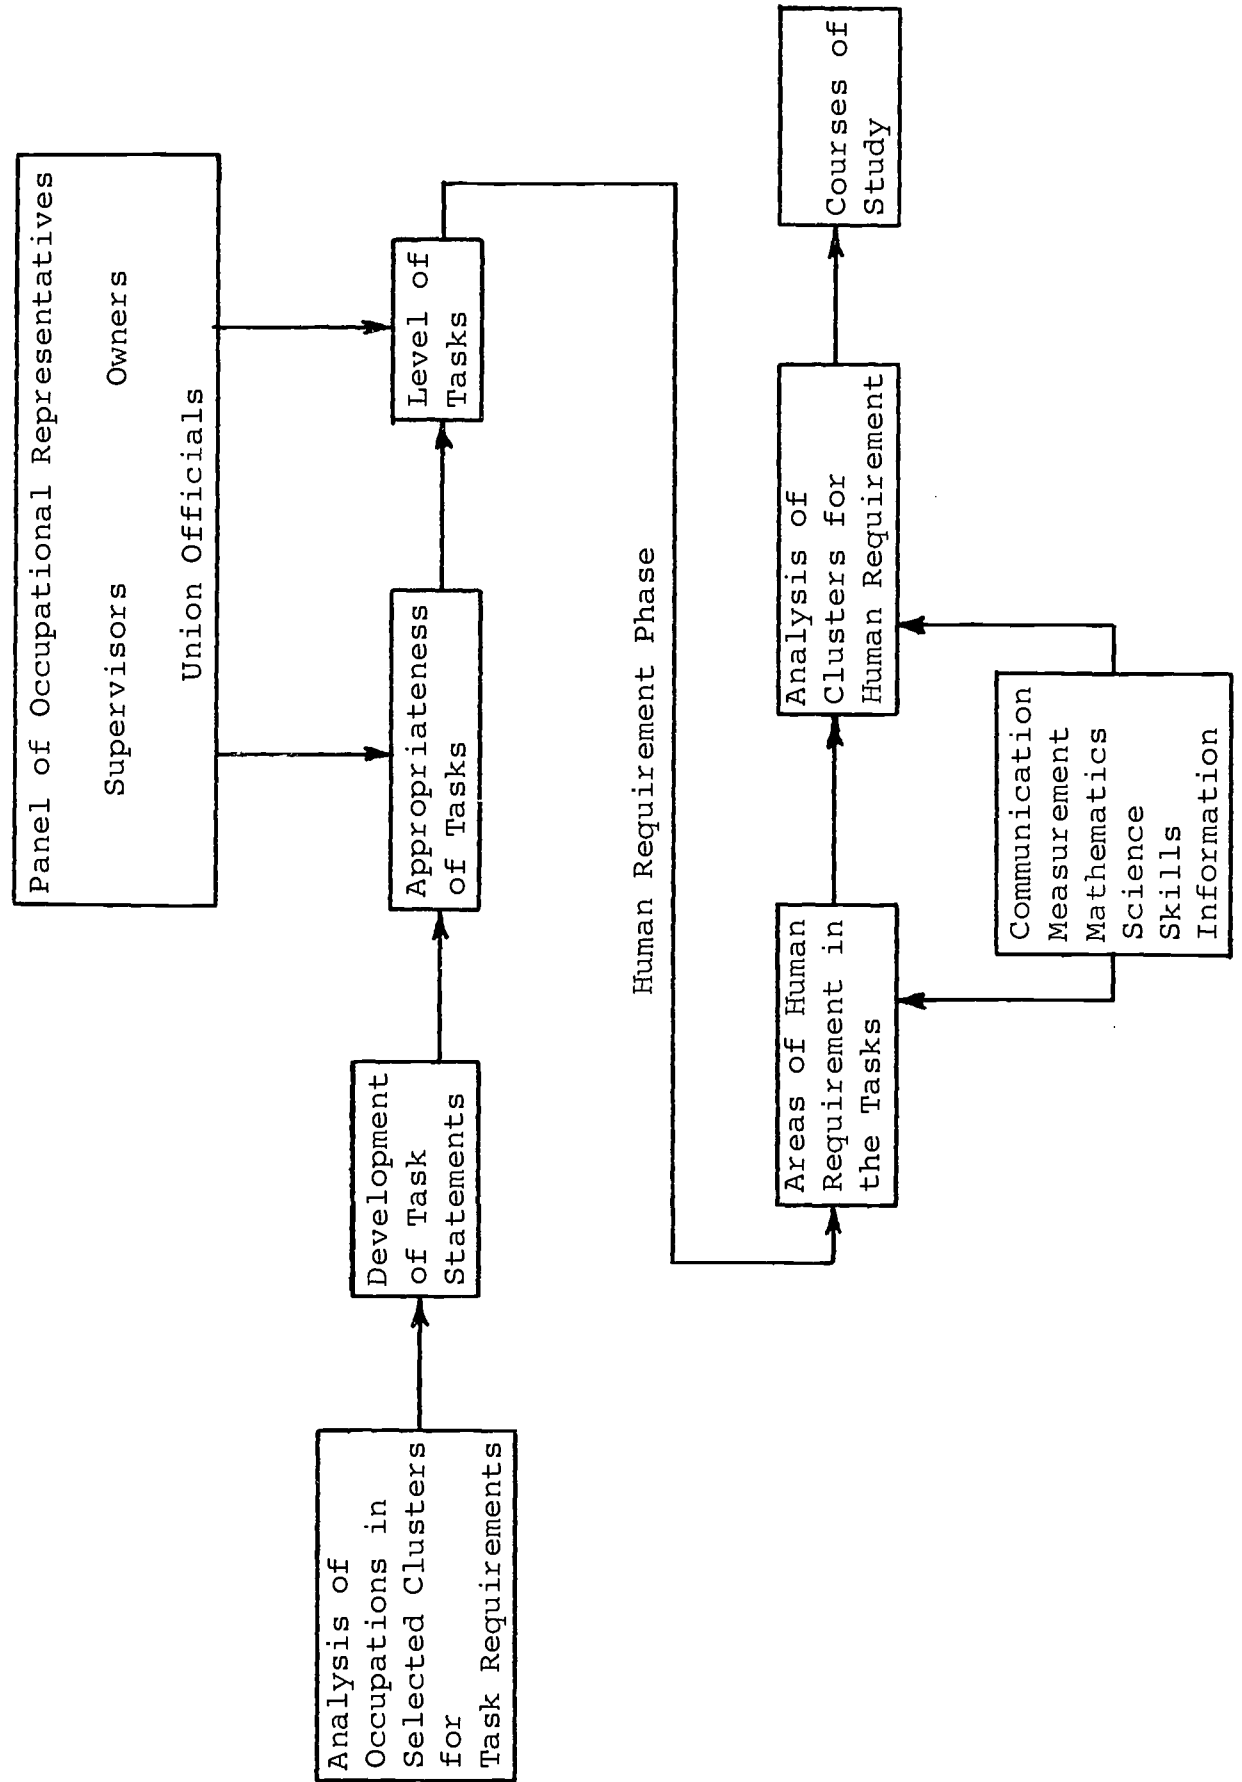 Panel of Occupational Representatives
Supervisors
Owners
Union Officials
Analysis of
Occupations in
Selected Clusters
for
Task Requirements
Development
of Task
Statements
Appropriateness
of Tasks
Level of
Tasks
Human Requirement Phase
Areas of Human
Requirement in
the Tasks
Analysis of
Clusters for
Human Requirement
Courses of
Study
Communication
Measurement
Mathematics
Science
Skills
Information